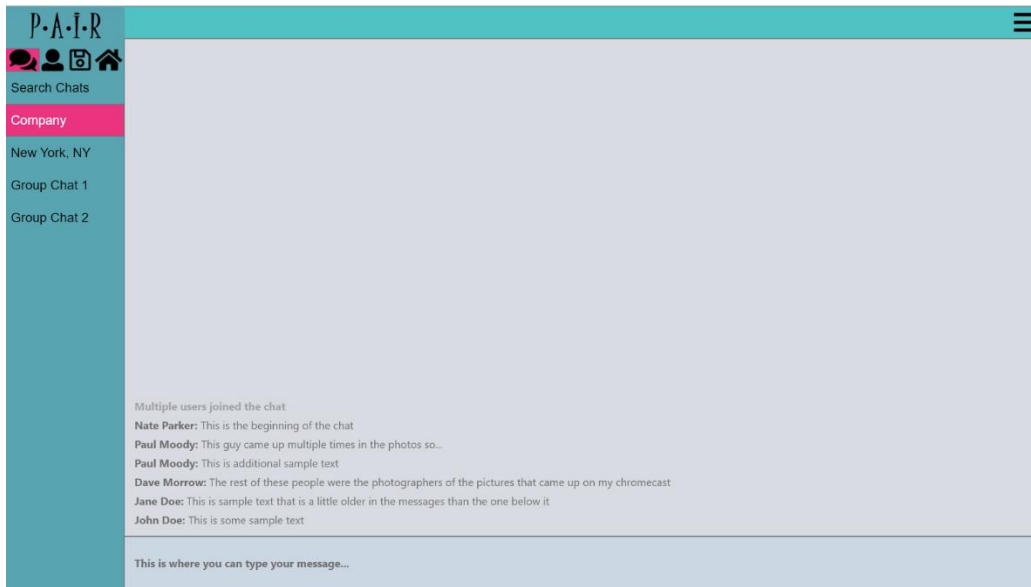 P·A·I·R
Search Chats
Company
New York, NY
Group Chat 1
Group Chat 2
Multiple users joined the chat
Nate Parker: This is the beginning of the chat
Paul Moody: This guy came up multiple times in the photos so...
Paul Moody: This is additional sample text
Dave Morrow: The rest of these people were the photographers of the pictures that came up on my chromecast
Jane Doe: This is sample text that is a little older in the messages than the one below it
John Doe: This is some sample text
This is where you can type your message...